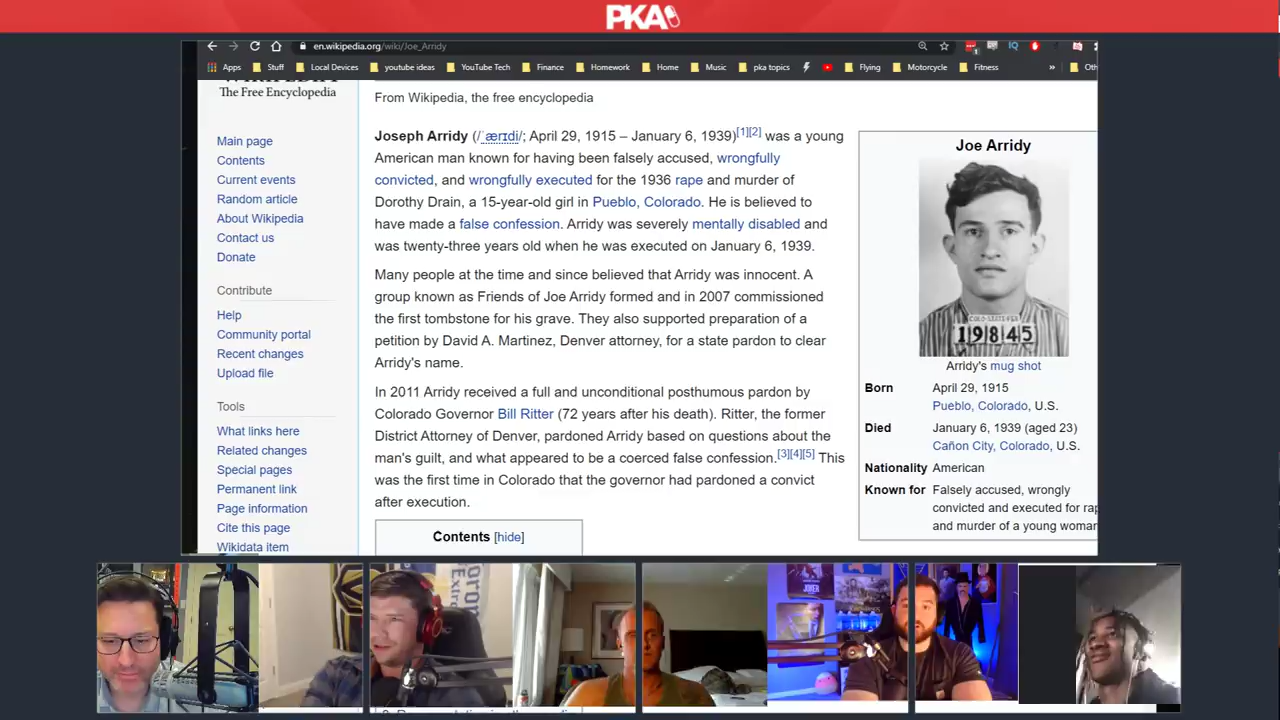 PKA
en.wikipedia.org/wiki/Joe_Arridy
Apps Stuff Local Devices youtube ideas YouTube Tech Finance Homework Home Music pka topics Flying Motorcycle Fitness »
The Free Encyclopedia
Main page
Contents
Current events
Random article
About Wikipedia
Contact us
Donate
Contribute
Help
Community portal
Recent changes
Upload file
Tools
What links here
Related changes
Special pages
Permanent link
Page information
Cite this page
Wikidata item
From Wikipedia, the free encyclopedia
Joseph Arridy (/ˈærɪdi/; April 29, 1915 – January 6, 1939)[1][2] was a young
American man known for having been falsely accused, wrongfully
convicted, and wrongfully executed for the 1936 rape and murder of
Dorothy Drain, a 15-year-old girl in Pueblo, Colorado. He is believed to
have made a false confession. Arridy was severely mentally disabled and
was twenty-three years old when he was executed on January 6, 1939.
Many people at the time and since believed that Arridy was innocent. A
group known as Friends of Joe Arridy formed and in 2007 commissioned
the first tombstone for his grave. They also supported preparation of a
petition by David A. Martinez, Denver attorney, for a state pardon to clear
Arridy's name.
In 2011 Arridy received a full and unconditional posthumous pardon by
Colorado Governor Bill Ritter (72 years after his death). Ritter, the former
District Attorney of Denver, pardoned Arridy based on questions about the
man's guilt, and what appeared to be a coerced false confession.[3][4][5] This
was the first time in Colorado that the governor had pardoned a convict
after execution.
Contents [hide]
Joe Arridy
19845
Arridy's mug shot
Born April 29, 1915
Pueblo, Colorado, U.S.
Died January 6, 1939 (aged 23)
Cañon City, Colorado, U.S.
Nationality American
Known for Falsely accused, wrongly
convicted and executed for rap
and murder of a young woman
JOKER